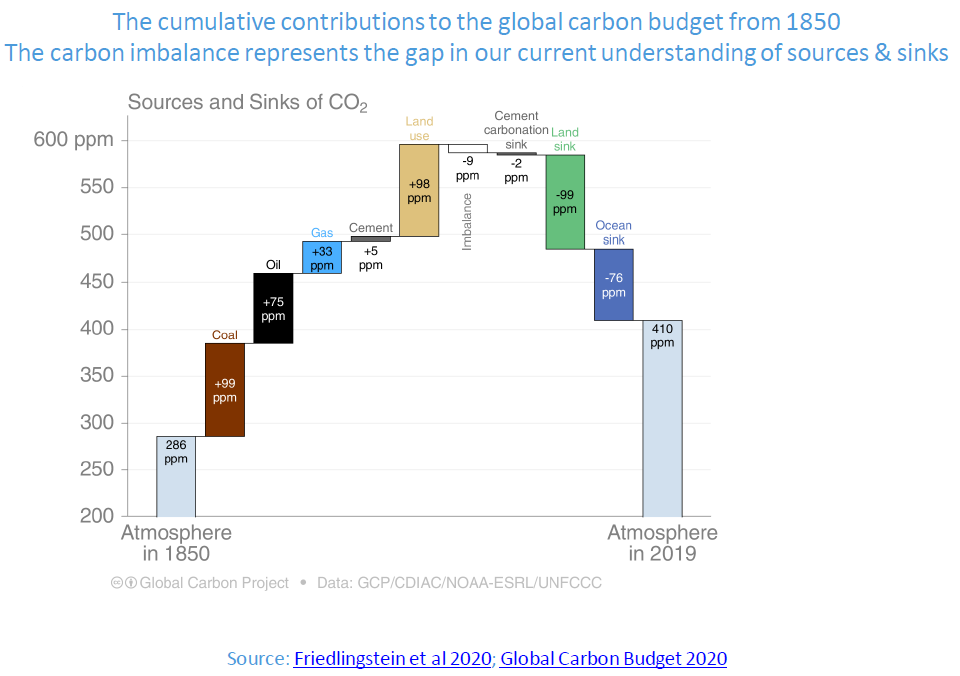 The cumulative contributions to the global carbon budget from 1850
The carbon imbalance represents the gap in our current understanding of sources & sinks
Sources and Sinks of CO₂
600 ppm
550
500
450
400
350
300
250
200
286
ppm
Coal
+99
ppm
Oil
+75
ppm
Gas
+33
ppm
Cement
+5
ppm
Land
use
+98
ppm
-9
ppm
Imbalance
Cement
carbonation
sink
-2
ppm
Land
sink
-99
ppm
Ocean
sink
-76
ppm
410
ppm
Atmosphere
in 1850
Atmosphere
in 2019
Global Carbon Project • Data: GCP/CDIAC/NOAA-ESRL/UNFCCC
Source: Friedlingstein et al 2020; Global Carbon Budget 2020